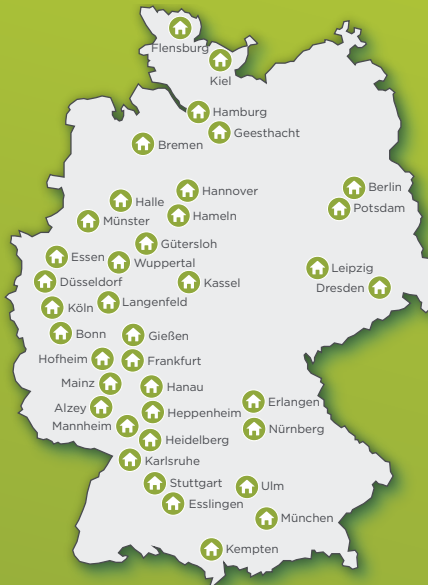 Flensburg
Kiel
Hamburg
Geesthacht
Bremen
Hannover
Berlin
Halle
Potsdam
Münster
Hameln
Gütersloh
Essen
Wuppertal
Leipzig
Düsseldorf
Kassel
Dresden
Köln
Langenfeld
Bonn
Gießen
Hofheim
Frankfurt
Mainz
Hanau
Alzey
Heppenheim
Erlangen
Mannheim
Nürnberg
Heidelberg
Karlsruhe
Stuttgart
Ulm
Esslingen
München
Kempten